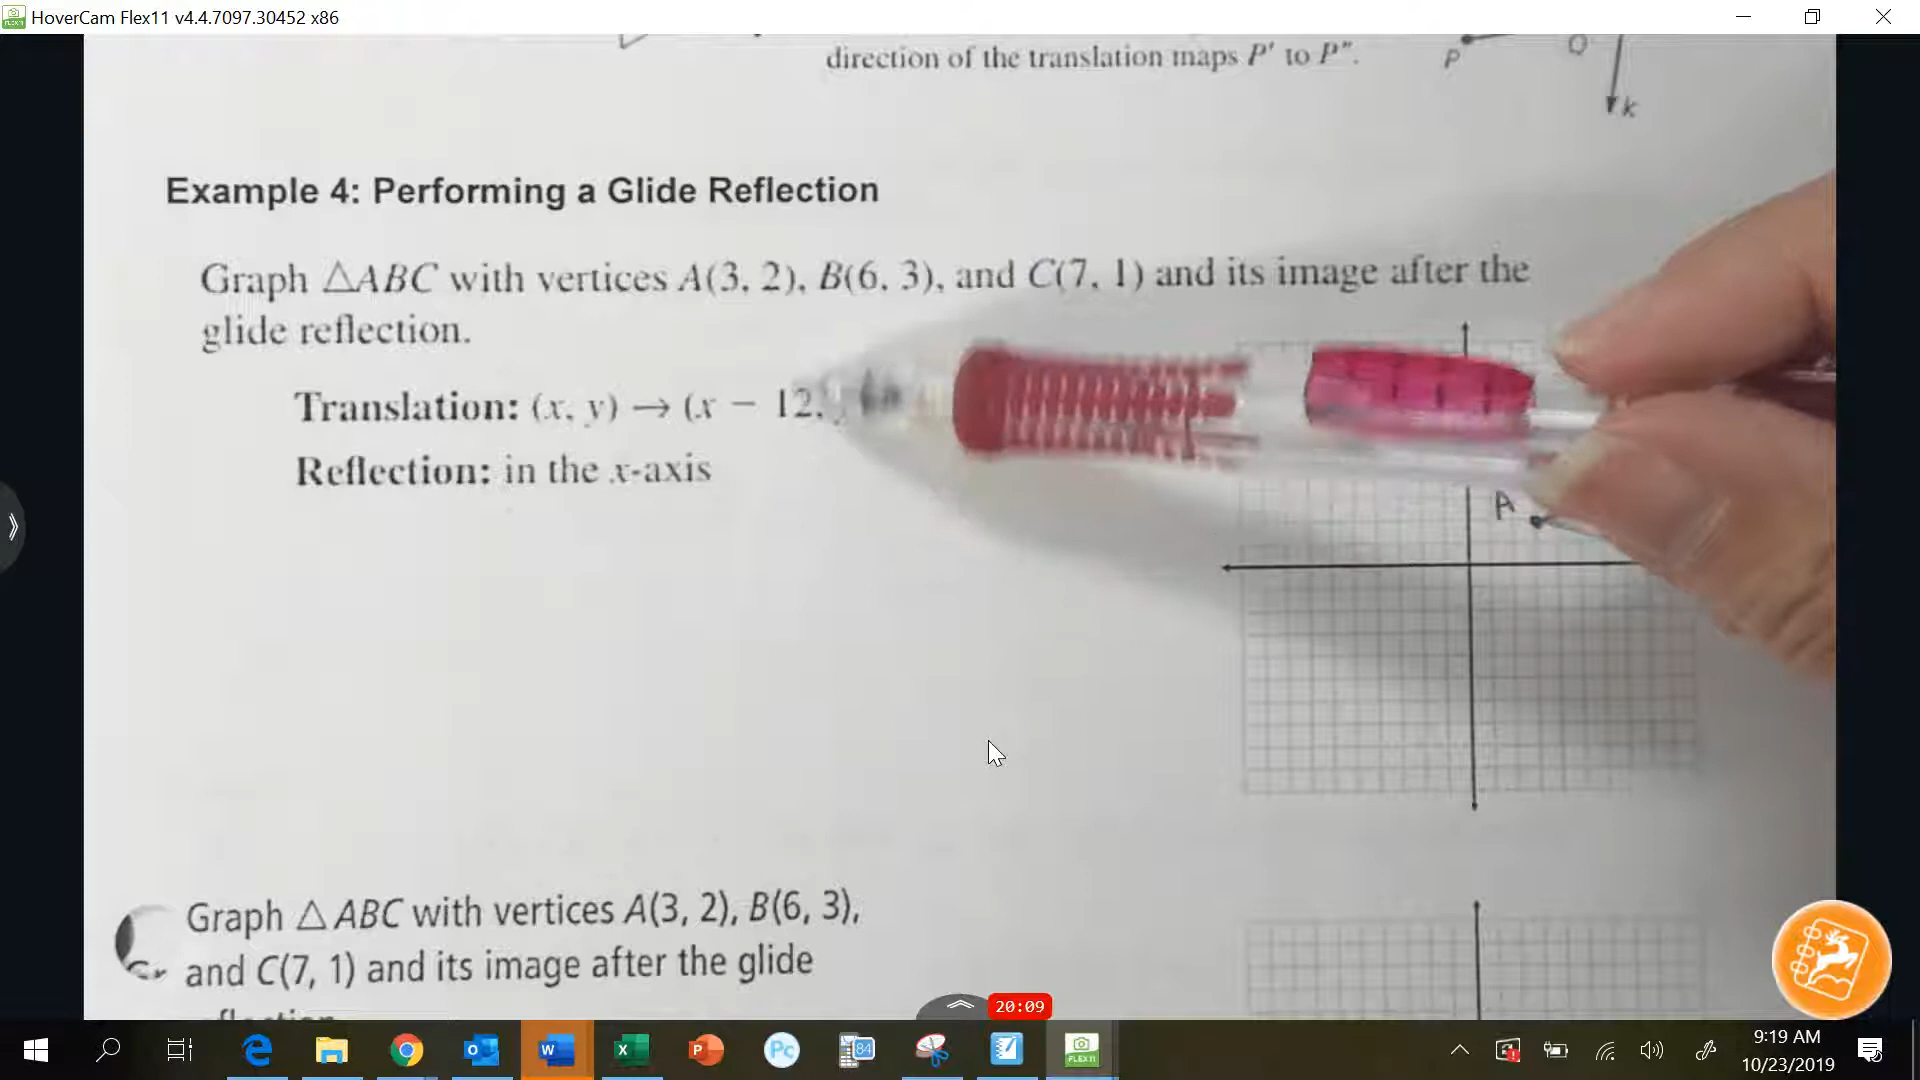 HoverCam Flex11 v4.4.7097.30452 x86
direction of the translation maps P' to P".
P Q
k
Example 4: Performing a Glide Reflection
Graph △ABC with vertices A(3, 2), B(6, 3), and C(7, 1) and its image after the
glide reflection.
Translation: (x, y) → (x − 12,
Reflection: in the x-axis
A
Graph △ABC with vertices A(3, 2), B(6, 3),
and C(7, 1) and its image after the glide
20:09
9:19 AM
10/23/2019